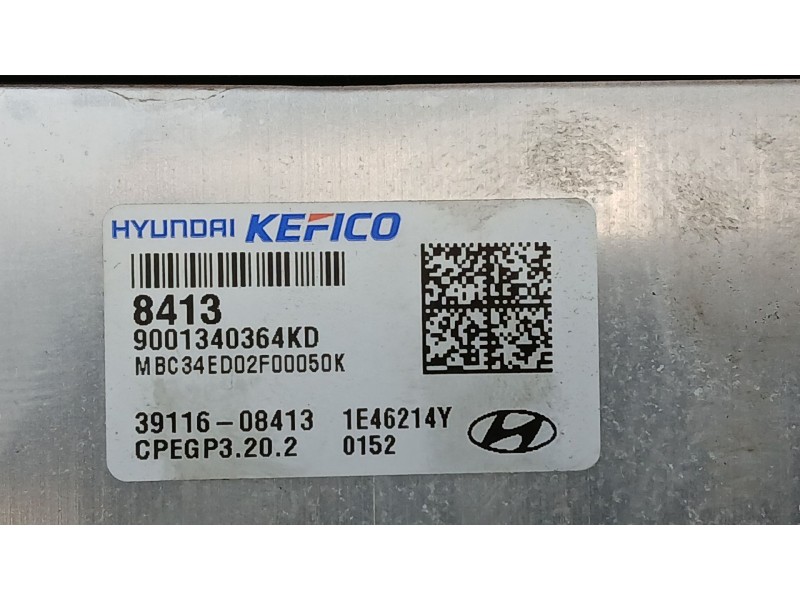 HYUNDAI KEFICO
8413
9001340364KD
MBC34ED02F00050K
39116-08413 1E46214Y
CPEGP3.20.2 0152